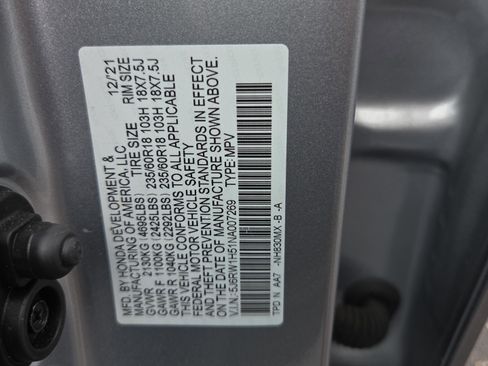 MFD. BY HONDA DEVELOPMENT & 12/21
MANUFACTURING OF AMERICA, LLC
TIRE SIZE RIM SIZE
GVWR 2130KG (4695LBS) 235/60R18 103H 18X7.5J
GAWR F 1100KG (2425LBS) 235/60R18 103H 18X7.5J
GAWR R 1040KG (2292LBS)
THIS VEHICLE CONFORMS TO ALL APPLICABLE
FEDERAL MOTOR VEHICLE SAFETY
AND THEFT PREVENTION STANDARDS IN EFFECT
ON THE DATE OF MANUFACTURE SHOWN ABOVE.
V.I.N.: 5J6RW1H51NA007269 TYPE: MPV
TPD N AA7 -NH830MX -B -A